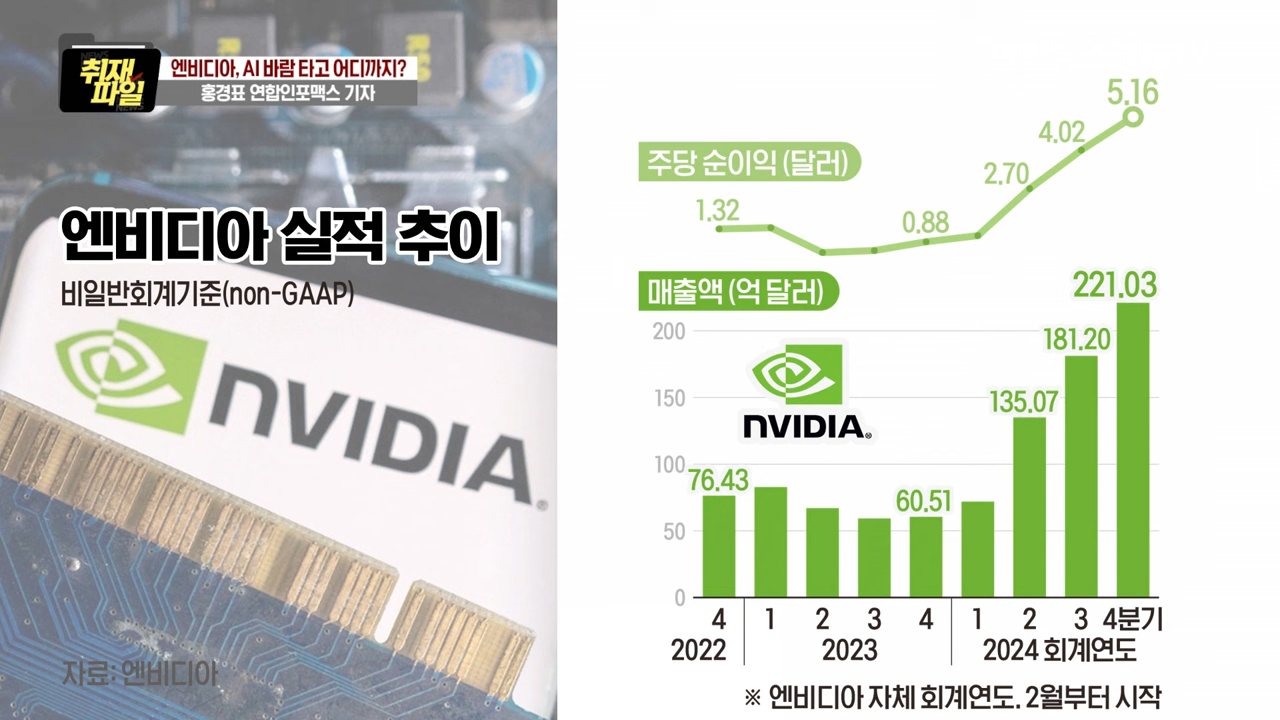 NEWS
취재
파일
NEWS
엔비디아, AI 바람 타고 어디까지?
홍경표 연합인포맥스 기자
엔비디아 실적 추이
비일반회계기준(non-GAAP)
NVIDIA®
자료: 엔비디아
주당 순이익 (달러)
1.32
0.88
2.70
4.02
5.16
매출액 (억 달러)
221.03
200
181.20
nVIDIA®
150
135.07
100
76.43
60.51
50
0
4 1 2 3 4 1 2 3 4분기
2022 2023 2024 회계연도
※ 엔비디아 자체 회계연도. 2월부터 시작